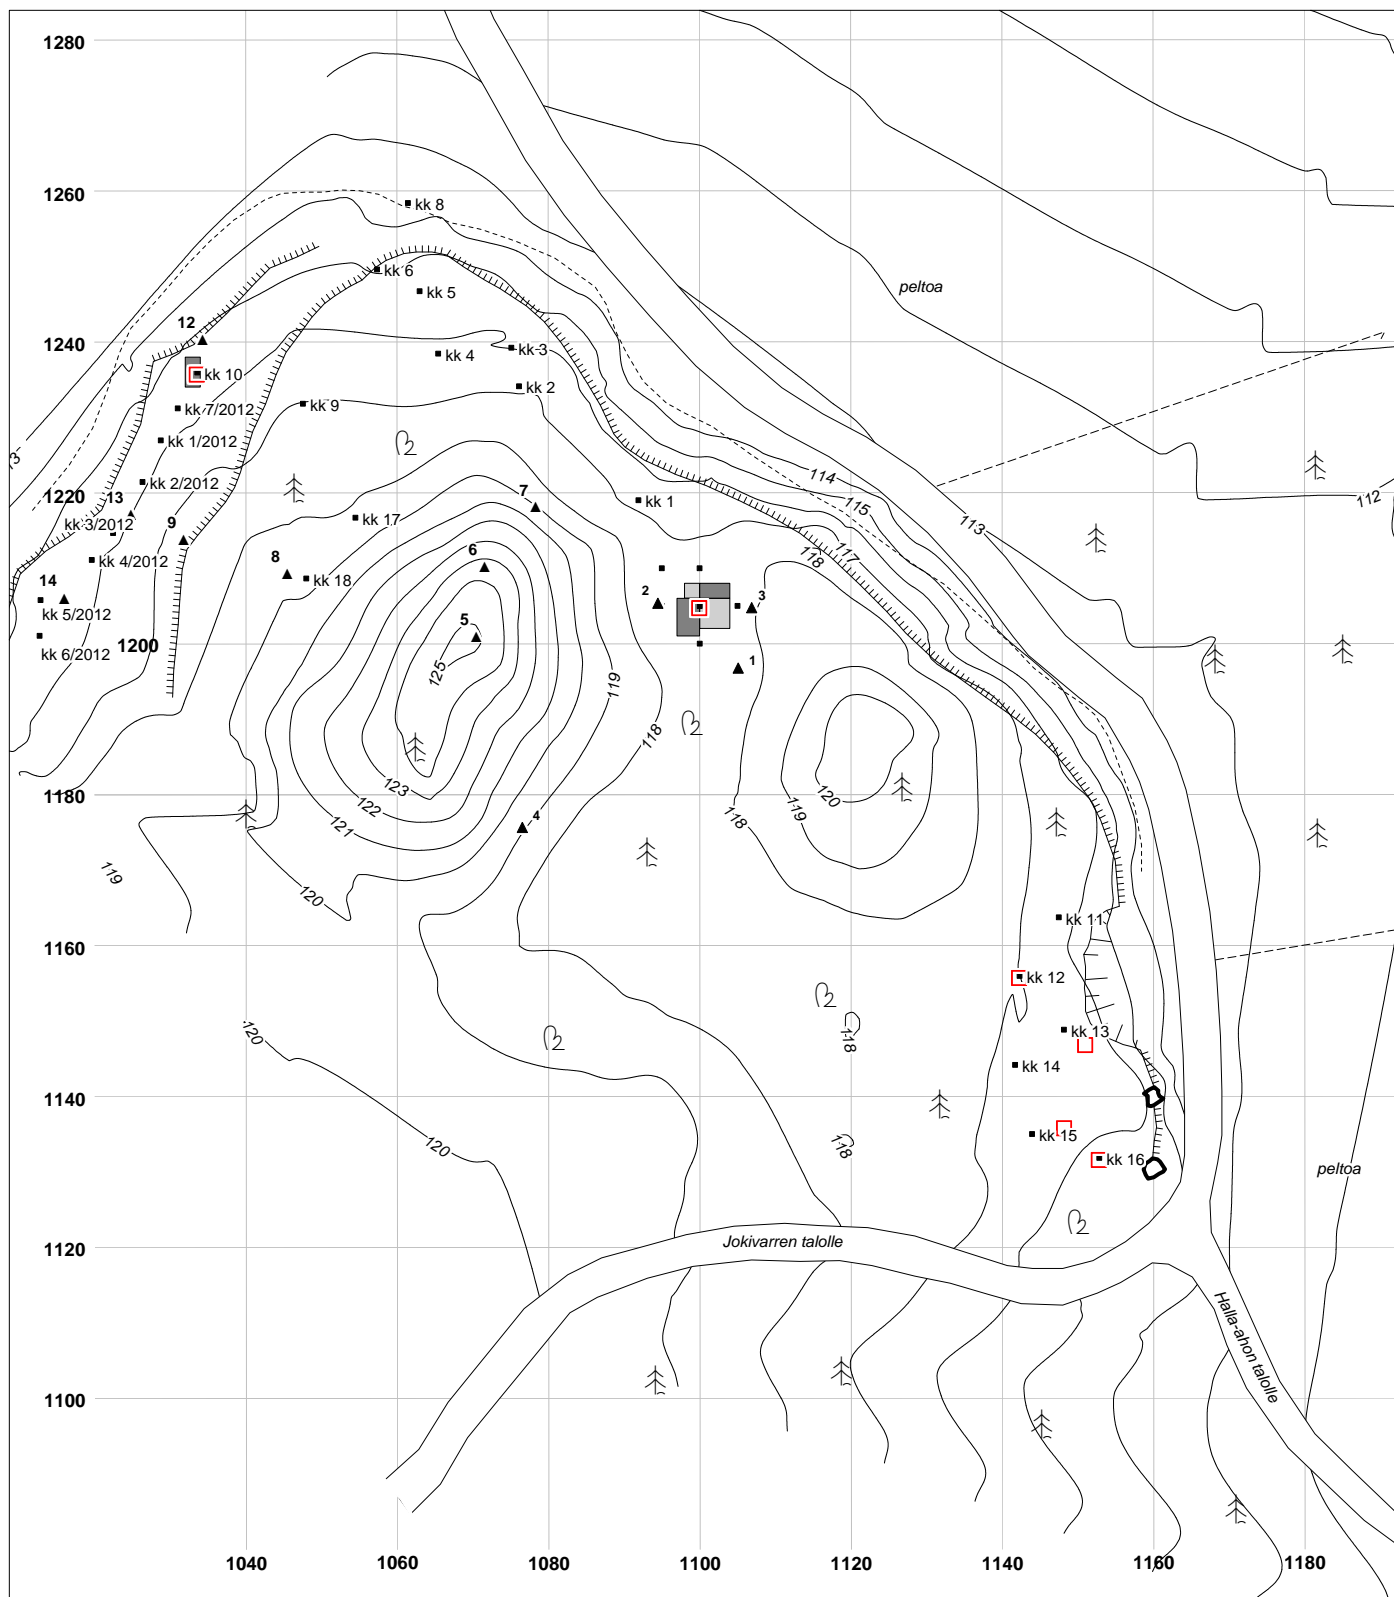 1280
1260
kk 8
kk 6
kk 5
peltoa
12
1240
kk 4
kk 3
kk 10
kk 2
kk 7/2012
kk 9
kk 1/2012
13
114
kk 2/2012
115
1220
13
7
kk 1
112
kk 3/2012
9
kk 17
113
117
118
6
kk 4/2012
8
kk 18
14
2
3
kk 5/2012
5
1200
kk 6/2012
1
125
119
118
1180
123
122
121
120
119
118
4
119
120
kk 11
1160
kk 12
120
118
kk 13
kk 14
1140
120
118
kk 15
kk 16
peltoa
1120
Jokivarren talolle
Halla-ahon talolle
1100
1040
1060
1080
1100
1120
1140
1160
1180